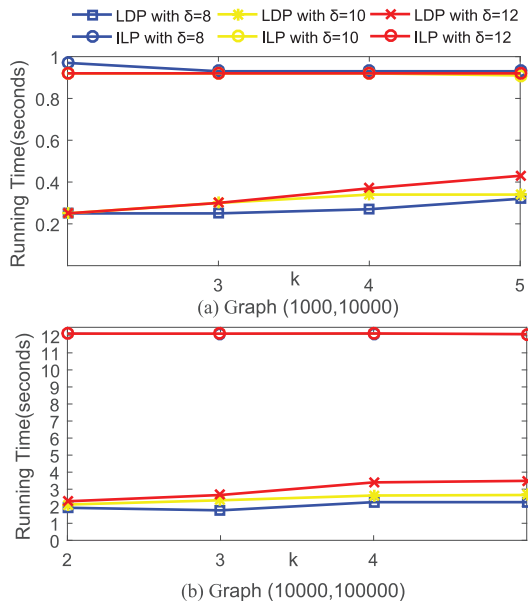 LDP with δ=8 LDP with δ=10 LDP with δ=12
ILP with δ=8 ILP with δ=10 ILP with δ=12
1
0.8
0.6
0.4
0.2
Running Time(seconds)
3 4 5
k
(a) Graph (1000,10000)
12
11
10
9
8
7
6
5
4
3
2
1
0
Running Time(seconds)
2 3 4
k
(b) Graph (10000,100000)